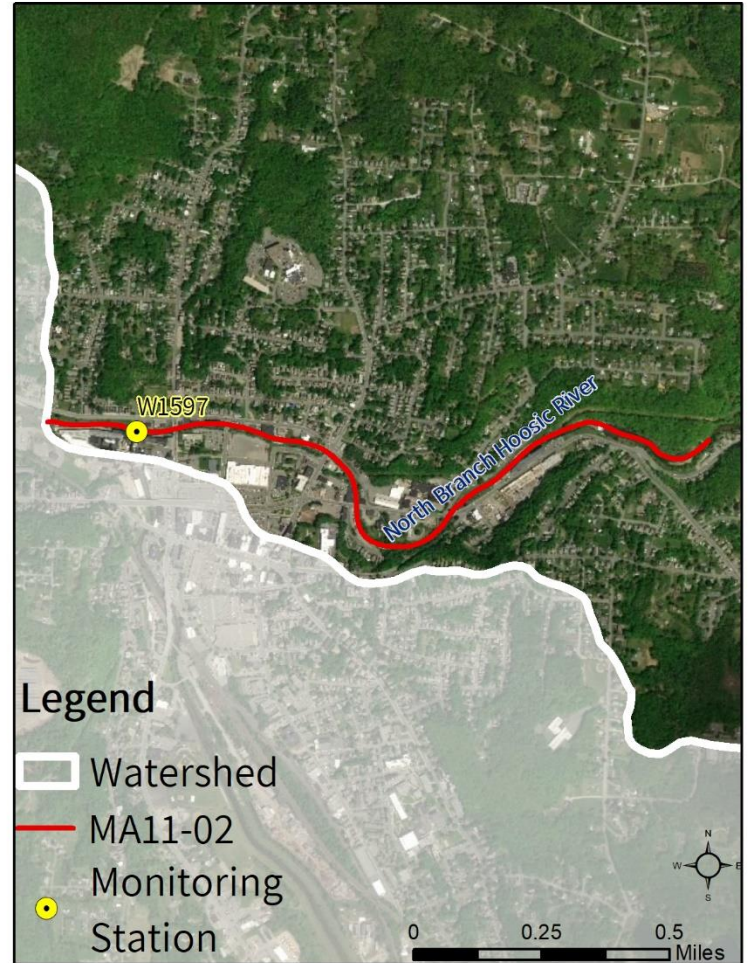 W1597
North Branch Hoosic River
Legend
Watershed
MA11-02
Monitoring
Station
N
W E
S
0 0.25 0.5
Miles